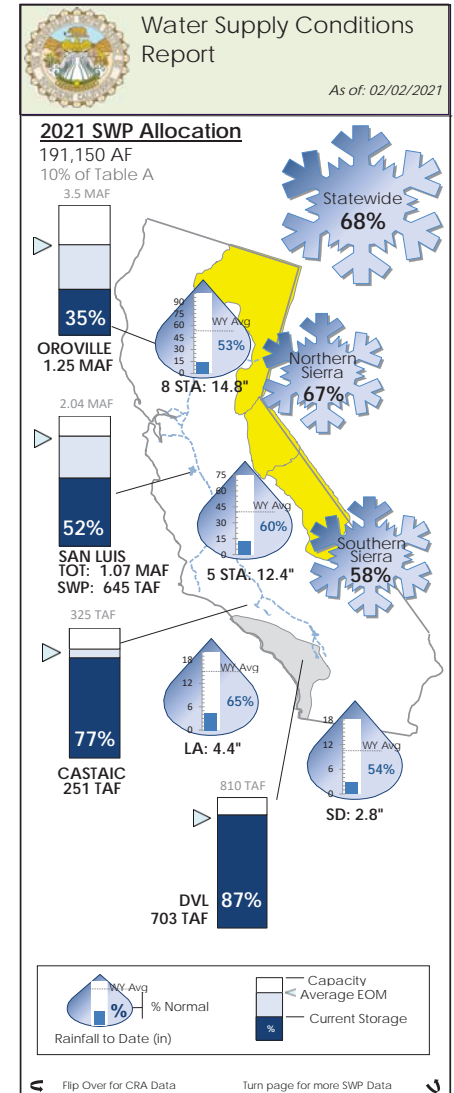 Water Supply Conditions
Report
As of: 02/02/2021
2021 SWP Allocation
191,150 AF
10% of Table A
3.5 MAF
35%
OROVILLE
1.25 MAF
Statewide
68%
90
75
60
45
30
15
0
WY Avg
53%
8 STA: 14.8"
Northern
Sierra
67%
2.04 MAF
52%
SAN LUIS
TOT: 1.07 MAF
SWP: 645 TAF
75
60
45
30
15
0
WY Avg
60%
5 STA: 12.4"
Southern
Sierra
58%
325 TAF
77%
CASTAIC
251 TAF
18
12
6
0
WY Avg
65%
LA: 4.4"
18
12
6
0
WY Avg
54%
SD: 2.8"
810 TAF
87%
DVL
703 TAF
WY Avg
%
% Normal
Rainfall to Date (in)
Capacity
Average EOM
Current Storage
%
Flip Over for CRA Data
Turn page for more SWP Data